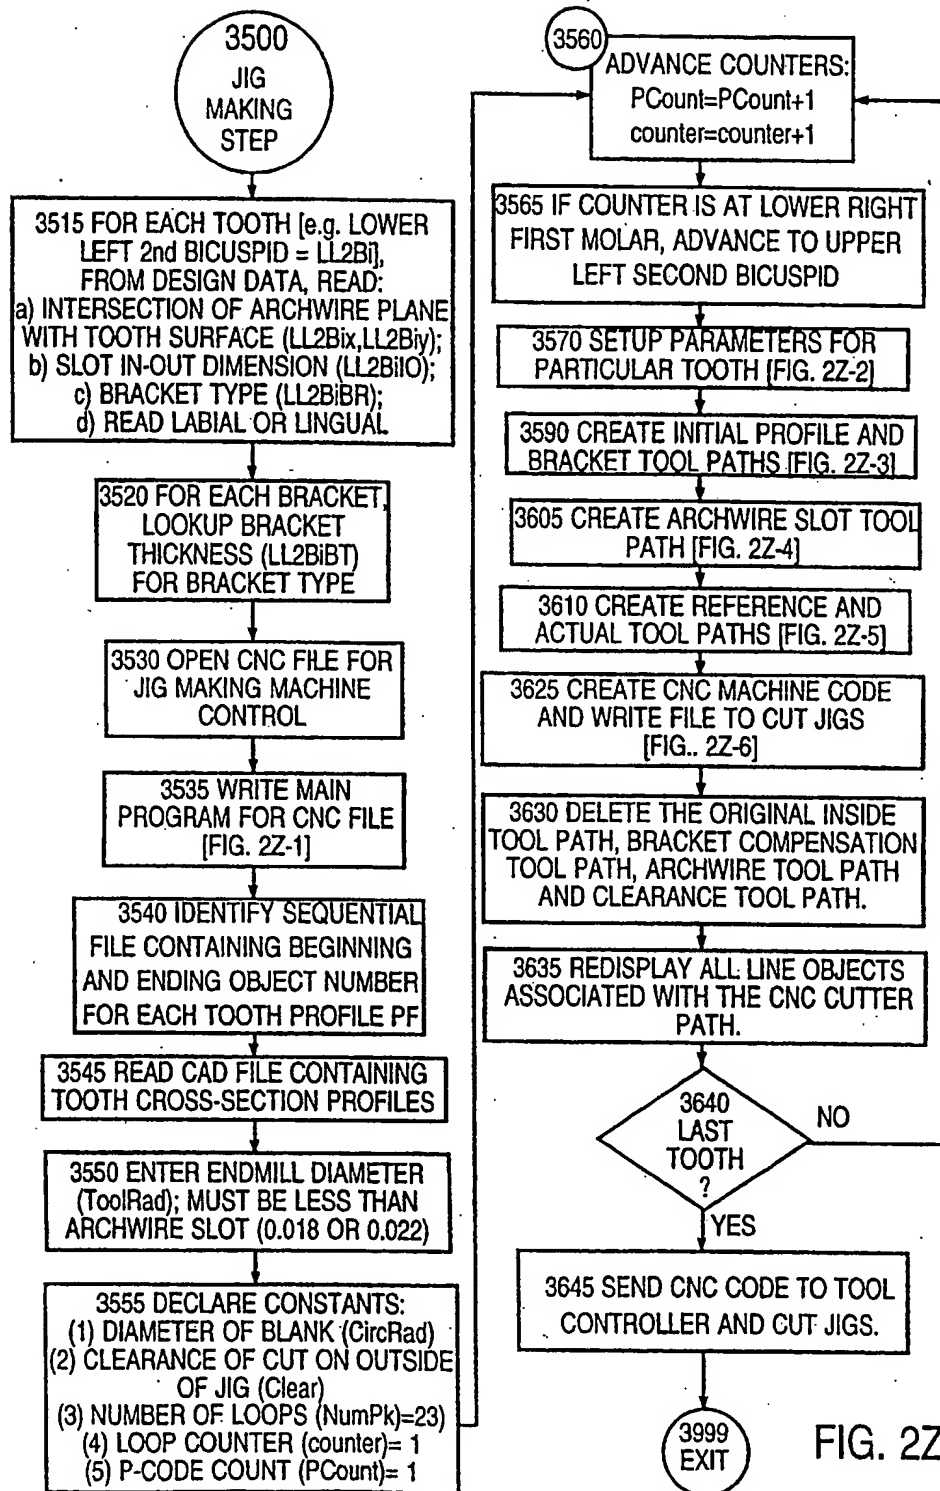 3500
JIG
MAKING
STEP
3515 FOR EACH TOOTH [e.g. LOWER
LEFT 2nd BICUSPID = LL2Bi],
FROM DESIGN DATA, READ:
a) INTERSECTION OF ARCHWIRE PLANE
WITH TOOTH SURFACE (LL2Bix,LL2Biy);
b) SLOT IN-OUT DIMENSION (LL2BiIO);
c) BRACKET TYPE (LL2BiBR);
d) READ LABIAL OR LINGUAL
3520 FOR EACH BRACKET,
LOOKUP BRACKET
THICKNESS (LL2BiBT)
FOR BRACKET TYPE
3530 OPEN CNC FILE FOR
JIG MAKING MACHINE
CONTROL
3535 WRITE MAIN
PROGRAM FOR CNC FILE
[FIG. 2Z-1]
3540 IDENTIFY SEQUENTIAL
FILE CONTAINING BEGINNING
AND ENDING OBJECT NUMBER
FOR EACH TOOTH PROFILE PF
3545 READ CAD FILE CONTAINING
TOOTH CROSS-SECTION PROFILES
3550 ENTER ENDMILL DIAMETER
(ToolRad); MUST BE LESS THAN
ARCHWIRE SLOT (0.018 OR 0.022)
3555 DECLARE CONSTANTS:
(1) DIAMETER OF BLANK (CircRad)
(2) CLEARANCE OF CUT ON OUTSIDE
OF JIG (Clear)
(3) NUMBER OF LOOPS (NumPk)=23)
(4) LOOP COUNTER (counter)= 1
(5) P-CODE COUNT (PCount)= 1
3560
ADVANCE COUNTERS:
PCount=PCount+1
counter=counter+1
3565 IF COUNTER IS AT LOWER RIGHT
FIRST MOLAR, ADVANCE TO UPPER
LEFT SECOND BICUSPID
3570 SETUP PARAMETERS FOR
PARTICULAR TOOTH [FIG. 2Z-2]
3590 CREATE INITIAL PROFILE AND
BRACKET TOOL PATHS [FIG. 2Z-3]
3605 CREATE ARCHWIRE SLOT TOOL
PATH [FIG. 2Z-4]
3610 CREATE REFERENCE AND
ACTUAL TOOL PATHS [FIG. 2Z-5]
3625 CREATE CNC MACHINE CODE
AND WRITE FILE TO CUT JIGS
[FIG.. 2Z-6]
3630 DELETE THE ORIGINAL INSIDE
TOOL PATH, BRACKET COMPENSATION
TOOL PATH, ARCHWIRE TOOL PATH
AND CLEARANCE TOOL PATH.
3635 REDISPLAY ALL LINE OBJECTS
ASSOCIATED WITH THE CNC CUTTER
PATH.
3640
LAST
TOOTH
?
NO
YES
3645 SEND CNC CODE TO TOOL
CONTROLLER AND CUT JIGS.
3999
EXIT
FIG. 2Z